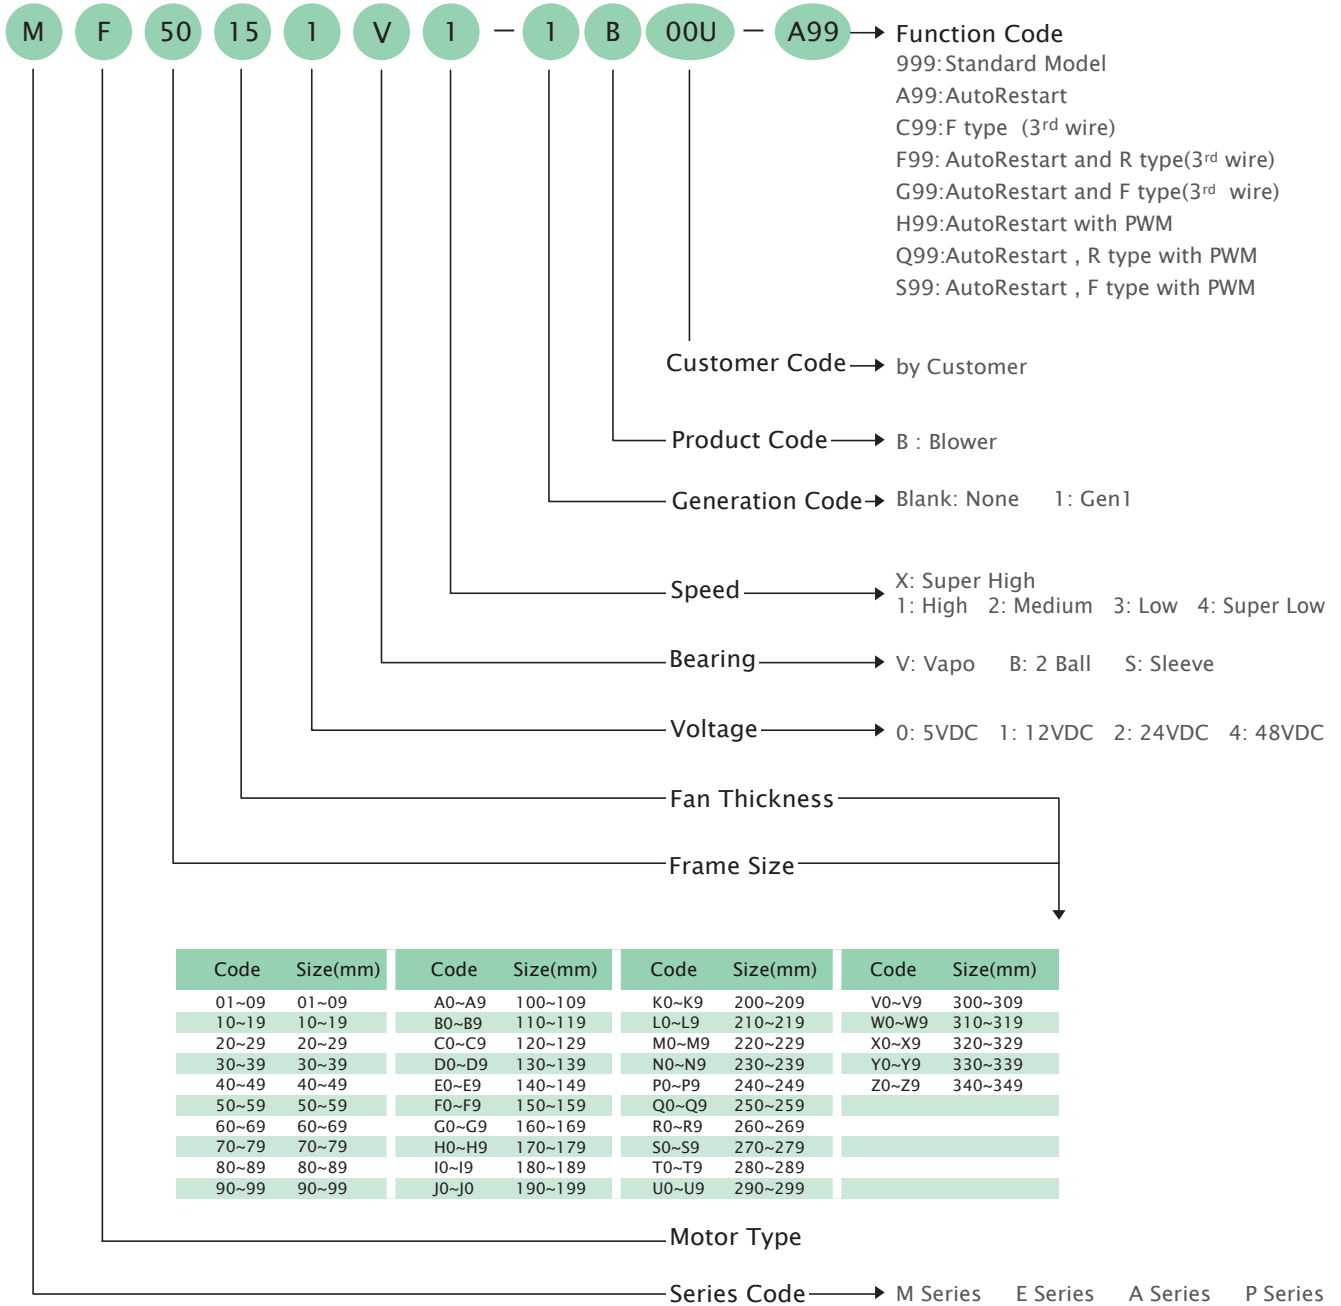 M F 50 15 1 V 1 – 1 B 00U – A99
Function Code
999:Standard Model
A99:AutoRestart
C99:F type (3rd wire)
F99: AutoRestart and R type(3rd wire)
G99:AutoRestart and F type(3rd wire)
H99:AutoRestart with PWM
Q99:AutoRestart , R type with PWM
S99: AutoRestart , F type with PWM
Customer Code by Customer
Product Code B : Blower
Generation Code Blank: None 1: Gen1
Speed X: Super High
1: High 2: Medium 3: Low 4: Super Low
Bearing V: Vapo B: 2 Ball S: Sleeve
Voltage 0: 5VDC 1: 12VDC 2: 24VDC 4: 48VDC
Fan Thickness
Frame Size
Code Size(mm) Code Size(mm) Code Size(mm) Code Size(mm)
01~09 01~09 A0~A9 100~109 K0~K9 200~209 V0~V9 300~309
10~19 10~19 B0~B9 110~119 L0~L9 210~219 W0~W9 310~319
20~29 20~29 C0~C9 120~129 M0~M9 220~229 X0~X9 320~329
30~39 30~39 D0~D9 130~139 N0~N9 230~239 Y0~Y9 330~339
40~49 40~49 E0~E9 140~149 P0~P9 240~249 Z0~Z9 340~349
50~59 50~59 F0~F9 150~159 Q0~Q9 250~259
60~69 60~69 G0~G9 160~169 R0~R9 260~269
70~79 70~79 H0~H9 170~179 S0~S9 270~279
80~89 80~89 I0~I9 180~189 T0~T9 280~289
90~99 90~99 J0~J0 190~199 U0~U9 290~299
Motor Type
Series Code M Series E Series A Series P Series